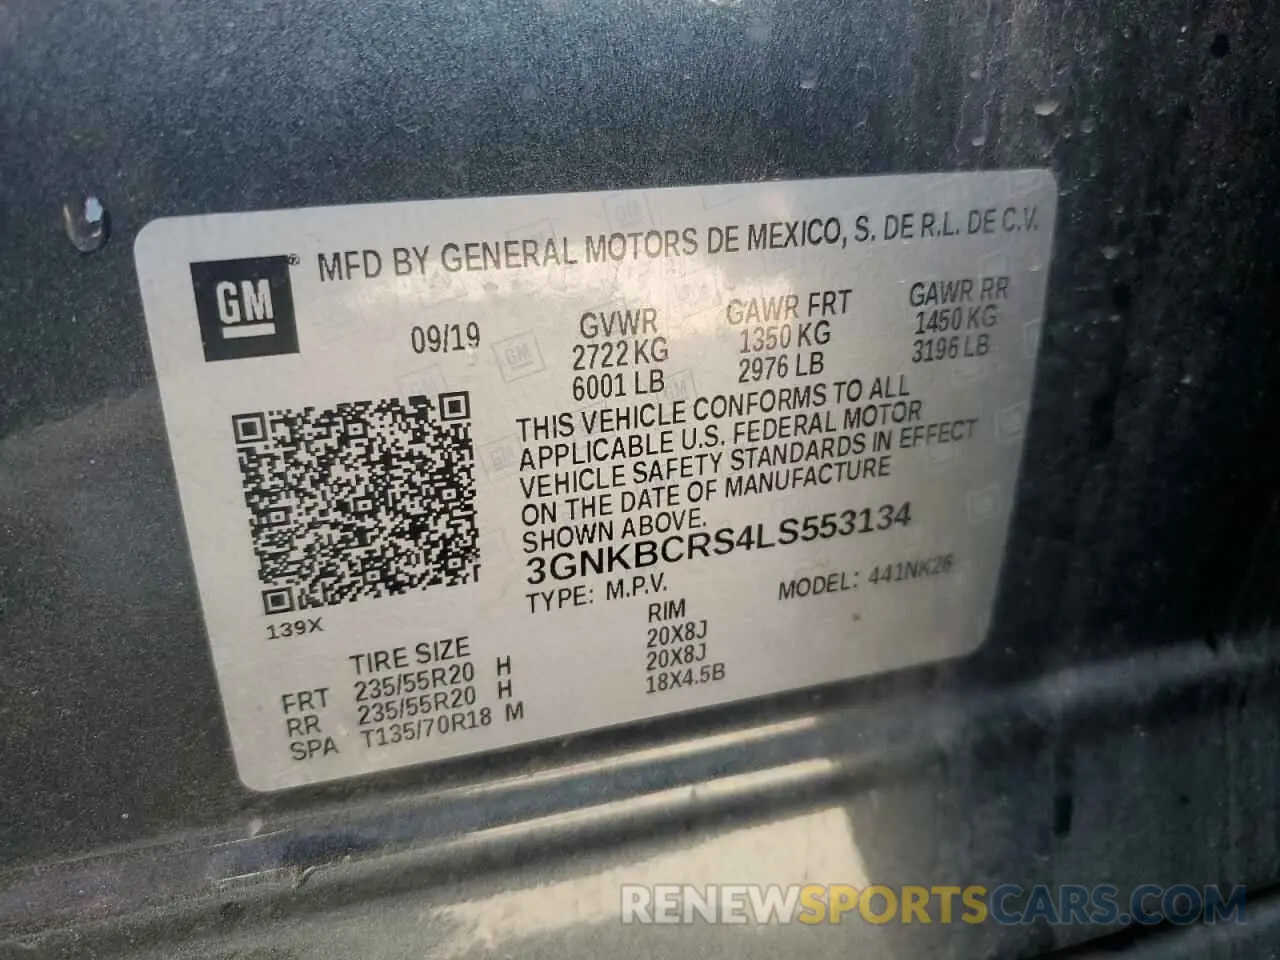 GM
MFD BY GENERAL MOTORS DE MEXICO, S. DE R.L. DE C.V.
09/19
GVWR GAWR FRT GAWR RR
2722 KG 1350 KG 1450 KG
6001 LB 2976 LB 3196 LB
THIS VEHICLE CONFORMS TO ALL
APPLICABLE U.S. FEDERAL MOTOR
VEHICLE SAFETY STANDARDS IN EFFECT
ON THE DATE OF MANUFACTURE
SHOWN ABOVE.
3GNKBCRS4LS553134
TYPE: M.P.V. MODEL: 441NK26
139X
TIRE SIZE RIM
FRT 235/55R20 H 20X8J
RR 235/55R20 H 20X8J
SPA T135/70R18 M 18X4.5B
RENEWSPORTSCARS.COM